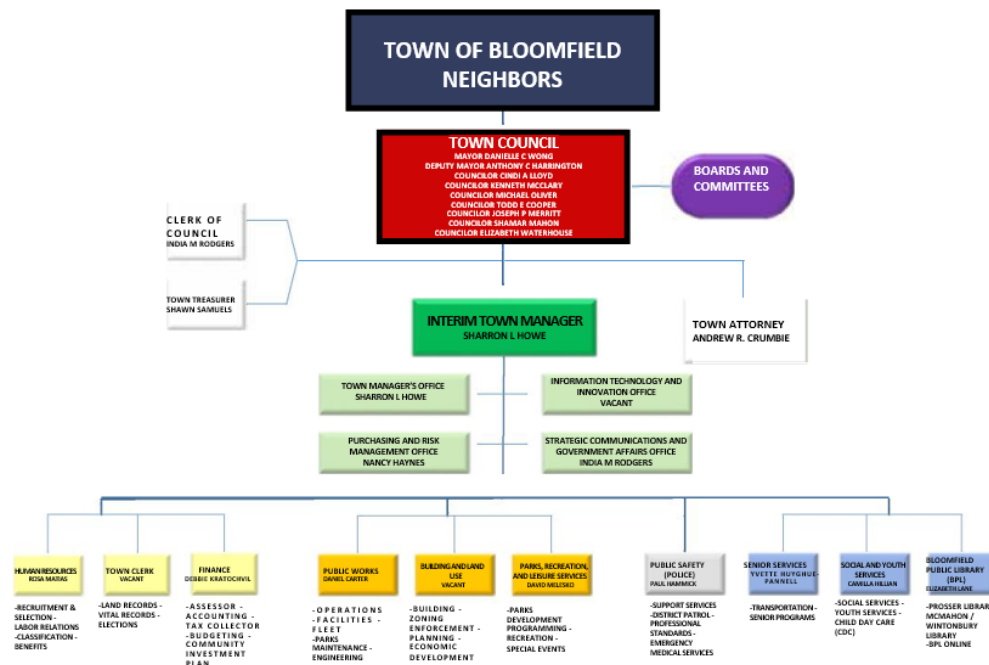 TOWN OF BLOOMFIELD
NEIGHBORS
TOWN COUNCIL
MAYOR DANIELLE C WONG
DEPUTY MAYOR ANTHONY C HARRINGTON
COUNCILOR CINDI A LLOYD
COUNCILOR KENNETH MCCLARY
COUNCILOR MICHAEL OLIVER
COUNCILOR TODD E COOPER
COUNCILOR JOSEPH P MERRITT
COUNCILOR SHAMAR MAHON
COUNCILOR ELIZABETH WATERHOUSE
BOARDS AND
COMMITTEES
CLERK OF
COUNCIL
INDIA M RODGERS
TOWN TREASURER
SHAWN SAMUELS
INTERIM TOWN MANAGER
SHARRON L HOWE
TOWN ATTORNEY
ANDREW R. CRUMBIE
TOWN MANAGER'S OFFICE
SHARRON L HOWE
INFORMATION TECHNOLOGY AND
INNOVATION OFFICE
VACANT
PURCHASING AND RISK
MANAGEMENT OFFICE
NANCY HAYNES
STRATEGIC COMMUNICATIONS AND
GOVERNMENT AFFAIRS OFFICE
INDIA M RODGERS
HUMAN RESOURCES
ROSA MATIAS
-RECRUITMENT &
SELECTION -
LABOR RELATIONS
-CLASSIFICATION -
BENEFITS
TOWN CLERK
VACANT
-LAND RECORDS -
VITAL RECORDS -
ELECTIONS
FINANCE
DEBBIE KRATOCHVIL
-ASSESSOR -
ACCOUNTING -
TAX COLLECTOR
-BUDGETING -
COMMUNITY
INVESTMENT
PLAN
PUBLIC WORKS
DANIEL CARTER
-OPERATIONS
-FACILITIES -
FLEET
-PARKS
MAINTENANCE -
ENGINEERING
BUILDING AND LAND
USE
VACANT
-BUILDING -
ZONING
ENFORCEMENT -
PLANNING -
ECONOMIC
DEVELOPMENT
PARKS, RECREATION,
AND LEISURE SERVICES
DAVID MELESKO
-PARKS
DEVELOPMENT
PROGRAMMING -
RECREATION -
SPECIAL EVENTS
PUBLIC SAFETY
(POLICE)
PAUL HAMMICK
-SUPPORT SERVICES
-DISTRICT PATROL -
PROFESSIONAL
STANDARDS -
EMERGENCY
MEDICAL SERVICES
SENIOR SERVICES
YVETTE HUYGHUE-
PANNELL
-TRANSPORTATION -
SENIOR PROGRAMS
SOCIAL AND YOUTH
SERVICES
CAMILLA HILLIAN
-SOCIAL SERVICES -
YOUTH SERVICES -
CHILD DAY CARE
(CDC)
BLOOMFIELD
PUBLIC LIBRARY
(BPL)
ELIZABETH LANE
-PROSSER LIBRARY
MCMAHON /
WINTONBURY
LIBRARY
-BPL ONLINE